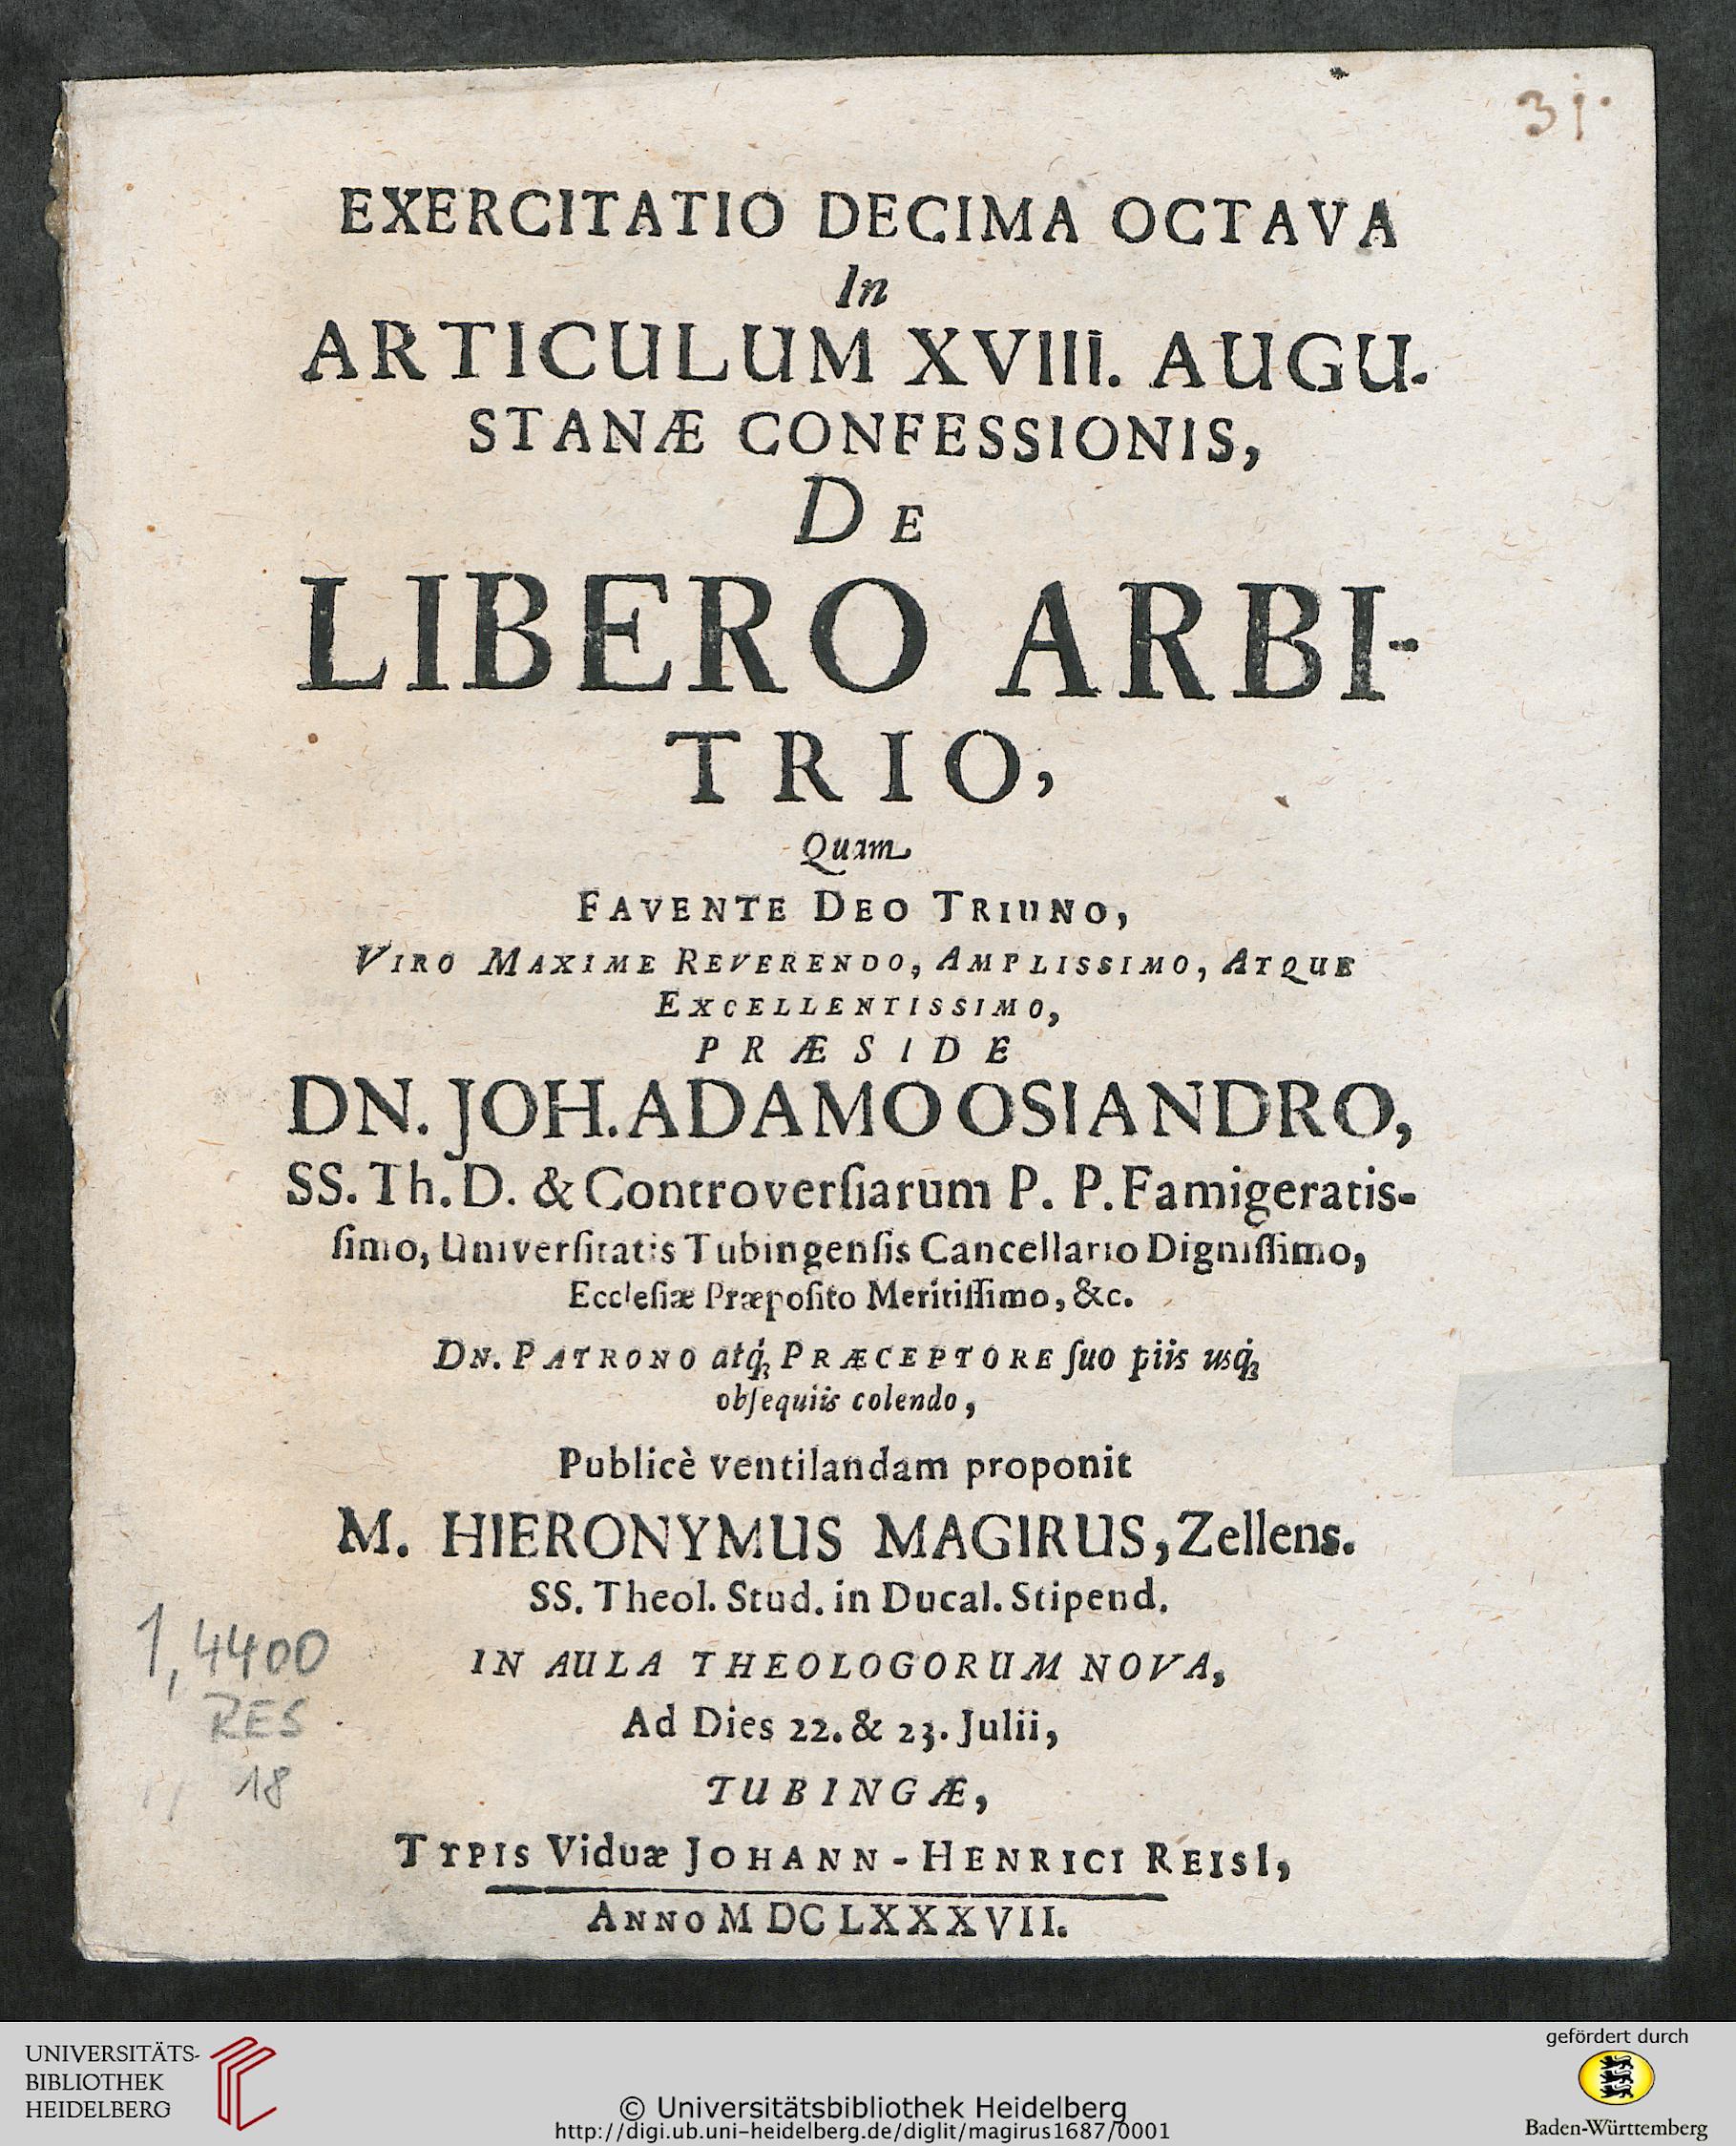 31.
EXERCITATIO DECIMA OCTAVA
In
ARTICULUM XVIII. AUGU-
STANÆ CONFESSIONIS,
DE
LIBERO ARBI-
TRIO,
Quam
FAVENTE DEO TRIUNO,
VIRO MAXIME REVERENDO, AMPLISSIMO, ATQUE
EXCELLENTISSIMO,
PRÆSIDE
DN. JOH. ADAMO OSIANDRO,
SS. Th. D. & Controverſiarum P. P. Famigeratis-
ſimo, Univerſitatis Tubingenſis Cancellario Digniſſimo,
Eccleſiæ Præpoſito Meritiſſimo, &c.
DN. PATRONO atq́; PRÆCEPTORE ſuo piis usq́;
obſequiis colendo,
Publicè ventilandam proponit
M. HIERONYMUS MAGIRUS, Zellens.
SS. Theol. Stud. in Ducal. Stipend.
IN AULA THEOLOGORUM NOVA,
Ad Dies 22. & 23. Julii,
TUBINGÆ,
TYPIS Viduæ JOHANN-HENRICI REISI,
ANNO M DC LXXXVII.
1,4400
RES
18
UNIVERSITÄTS-
BIBLIOTHEK
HEIDELBERG
© Universitätsbibliothek Heidelberg
http://digi.ub.uni-heidelberg.de/diglit/magirus1687/0001
gefördert durch
Baden-Württemberg